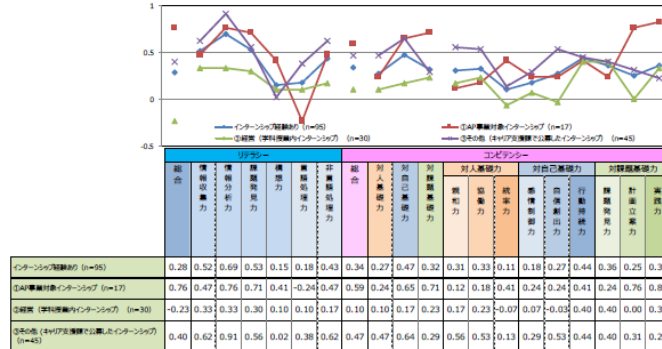 1
0.5
0
-0.5
インターンシップ経験あり (n=95)
①AP事業対象インターンシップ (n=17)
②経営 (学科授業内インターンシップ) (n=30)
③その他 (キャリア支援課で公募したインターンシップ) (n=45)
リテラシー
コンピテンシー
対人基礎力
対自己基礎力
対課題基礎力
総合
情報収集力
情報分析力
課題発見力
構想力
言語処理力
非言語処理力
総合
対人基礎力
対自己基礎力
対課題基礎力
親和力
協働力
統率力
感情制御力
自信創出力
行動持続力
課題発見力
計画立案力
実践力
インターンシップ経験あり (n=95) 0.28 0.52 0.69 0.53 0.15 0.18 0.43 0.34 0.27 0.47 0.32 0.31 0.33 0.11 0.18 0.27 0.44 0.36 0.25
①AP事業対象インターンシップ (n=17) 0.76 0.47 0.76 0.71 0.41 -0.24 0.47 0.59 0.24 0.65 0.71 0.12 0.18 0.41 0.24 0.24 0.41 0.24 0.76
②経営 (学科授業内インターンシップ) (n=30) -0.23 0.33 0.33 0.30 0.10 0.10 0.17 0.10 0.10 0.17 0.23 0.17 0.23 -0.07 0.07 -0.03 0.40 0.40 0.00
③その他 (キャリア支援課で公募したインターンシップ)
(n=45) 0.40 0.62 0.91 0.56 0.02 0.38 0.62 0.47 0.47 0.64 0.29 0.56 0.53 0.13 0.29 0.53 0.44 0.40 0.31